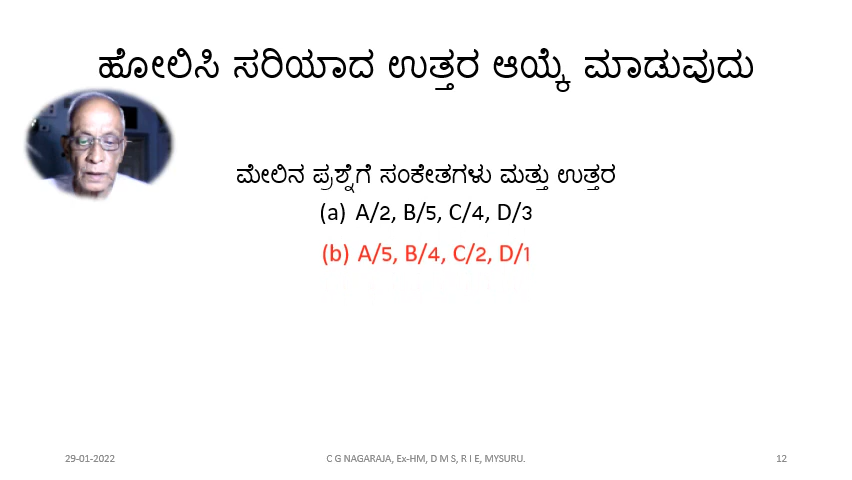 ಹೋಲಿಸಿ ಸರಿಯಾದ ಉತ್ತರ ಆಯ್ಕೆ ಮಾಡುವುದು
ಮೇಲಿನ ಪ್ರಶ್ನೆಗೆ ಸಂಕೇತಗಳು ಮತ್ತು ಉತ್ತರ
(a) A/2, B/5, C/4, D/3
(b) A/5, B/4, C/2, D/1
29-01-2022 C G NAGARAJA, Ex-HM, D M S, R I E, MYSURU. 12